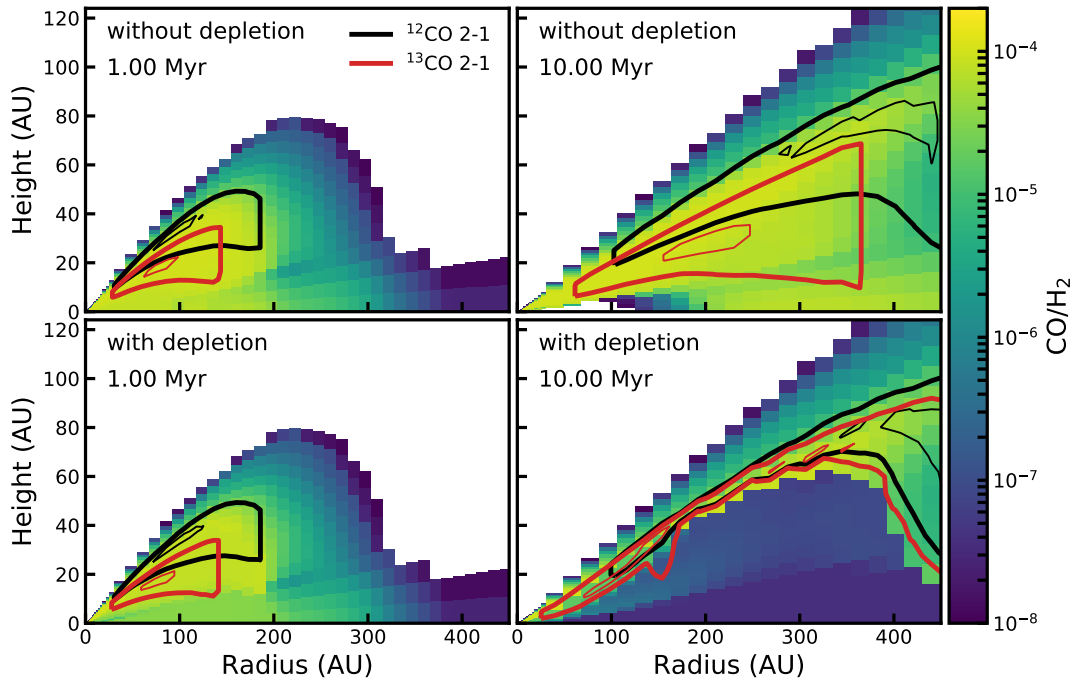 120
100
80
60
40
20
0
Height (AU)
without depletion
1.00 Myr
¹²CO 2-1
¹³CO 2-1
without depletion
10.00 Myr
120
100
80
60
40
20
0
Height (AU)
with depletion
1.00 Myr
with depletion
10.00 Myr
0 100 200 300 400
Radius (AU)
100 200 300 400
Radius (AU)
10⁻⁴
10⁻⁵
10⁻⁶
10⁻⁷
10⁻⁸
CO/H₂